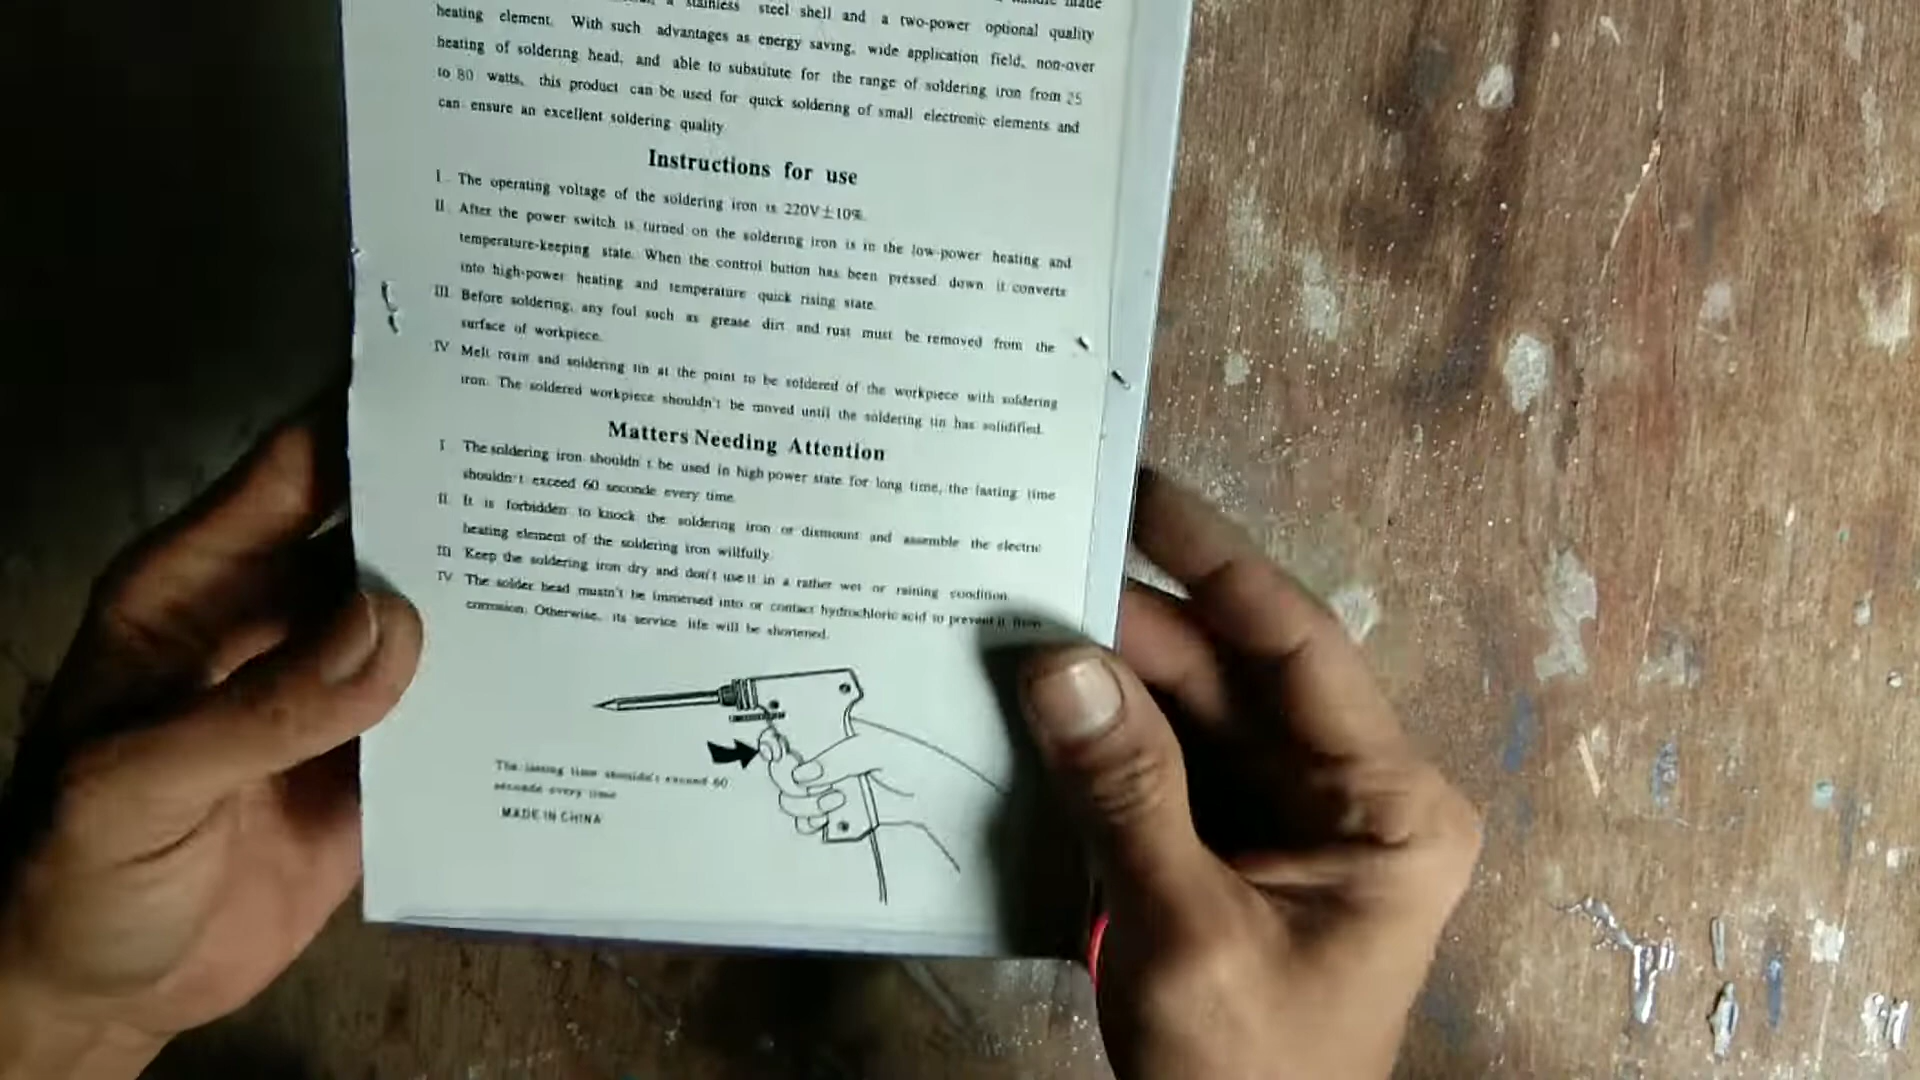 stainless steel shell and a two-power optional quality
heating element. With such advantages as energy saving, wide application field, non-over
heating of soldering head, and able to substitute for the range of soldering iron from 25
to 80 watts, this product can be used for quick soldering of small electronic elements and
can ensure an excellent soldering quality
Instructions for use
I The operating voltage of the soldering iron is 220V±10%
II After the power switch is turned on the soldering iron is in the low-power heating and
temperature-keeping state. When the control button has been pressed down it converts
into high-power heating and temperature quick rising state.
III Before soldering, any foul such as grease dirt and rust must be removed from the
surface of workpiece.
IV Melt rosin and soldering tin at the point to be soldered of the workpiece with soldering
iron. The soldered workpiece shouldn't be moved until the soldering tin has solidified.
Matters Needing Attention
I The soldering iron shouldn't be used in high power state for long time, the lasting time
shouldn't exceed 60 seconde every time.
II It is forbidden to knock the soldering iron or dismount and assemble the electric
heating element of the soldering iron willfully.
III Keep the soldering iron dry and don't use it in a rather wet or raining condition.
IV The solder head mustn't be immersed into or contact hydrochloric acid to prevent it from
corrosion. Otherwise, its service life will be shortened.
The lasting time shouldn't exceed 60
seconde every time
MADE IN CHINA